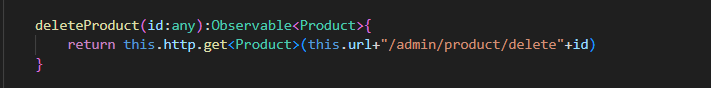 deleteProduct(id:any):Observable<Product>{
return this.http.get<Product>(this.url+"/admin/product/delete"+id)
}